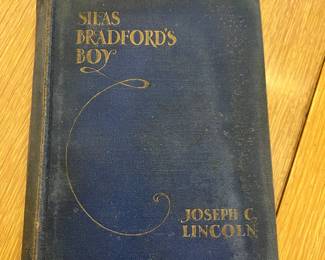 SILAS
BRADFORD'S
BOY
JOSEPH C.
LINCOLN